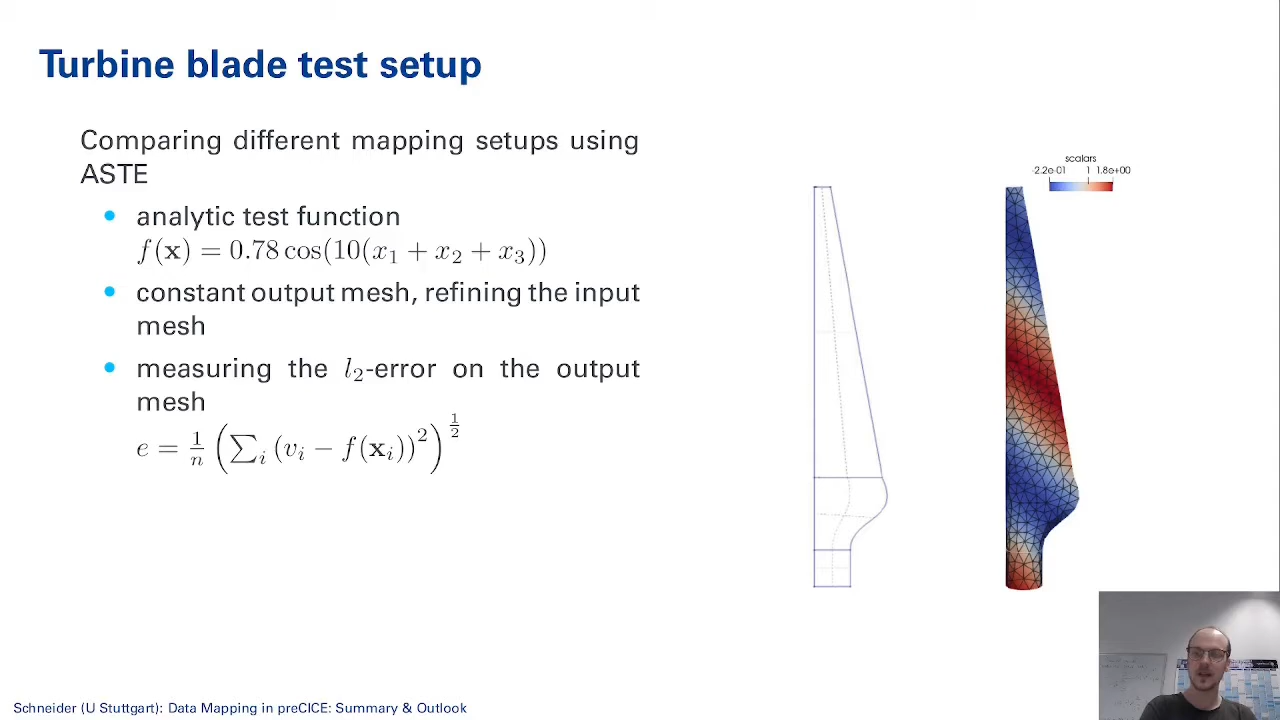 Turbine blade test setup
Comparing different mapping setups using
ASTE
• analytic test function
f(x) = 0.78 cos(10(x₁ + x₂ + x₃))
• constant output mesh, refining the input
mesh
• measuring the l₂-error on the output
mesh
e = 1/n (∑ᵢ (vᵢ − f(xᵢ))²)^(1/2)
scalars
-2.2e-01 1 1.8e+00
Schneider (U Stuttgart): Data Mapping in preCICE: Summary & Outlook